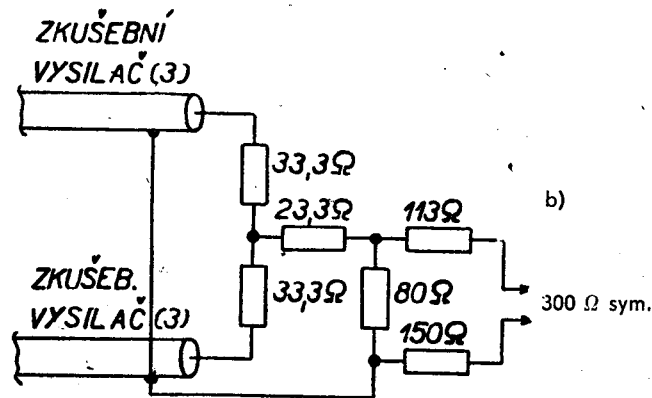 ZKUŠEBNÍ
VYSILAČ (3)
33,3Ω
23,3Ω
113Ω
b)
ZKUŠEB.
VYSILAČ (3)
33,3Ω
80Ω
300 Ω sym.
150Ω